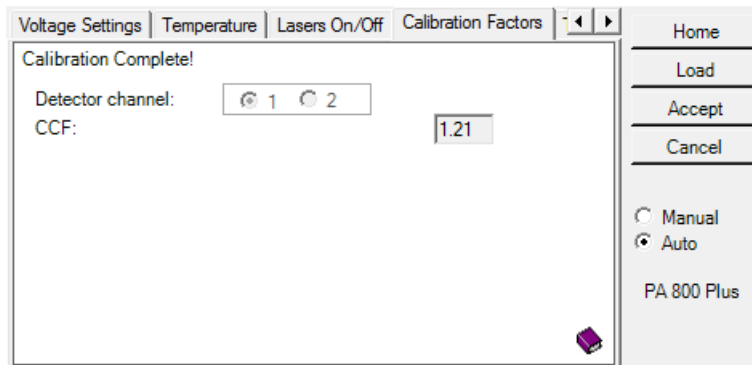 Voltage Settings Temperature Lasers On/Off Calibration Factors
Calibration Complete!
Detector channel: 1 2
CCF: 1.21
Home
Load
Accept
Cancel
Manual
Auto
PA 800 Plus